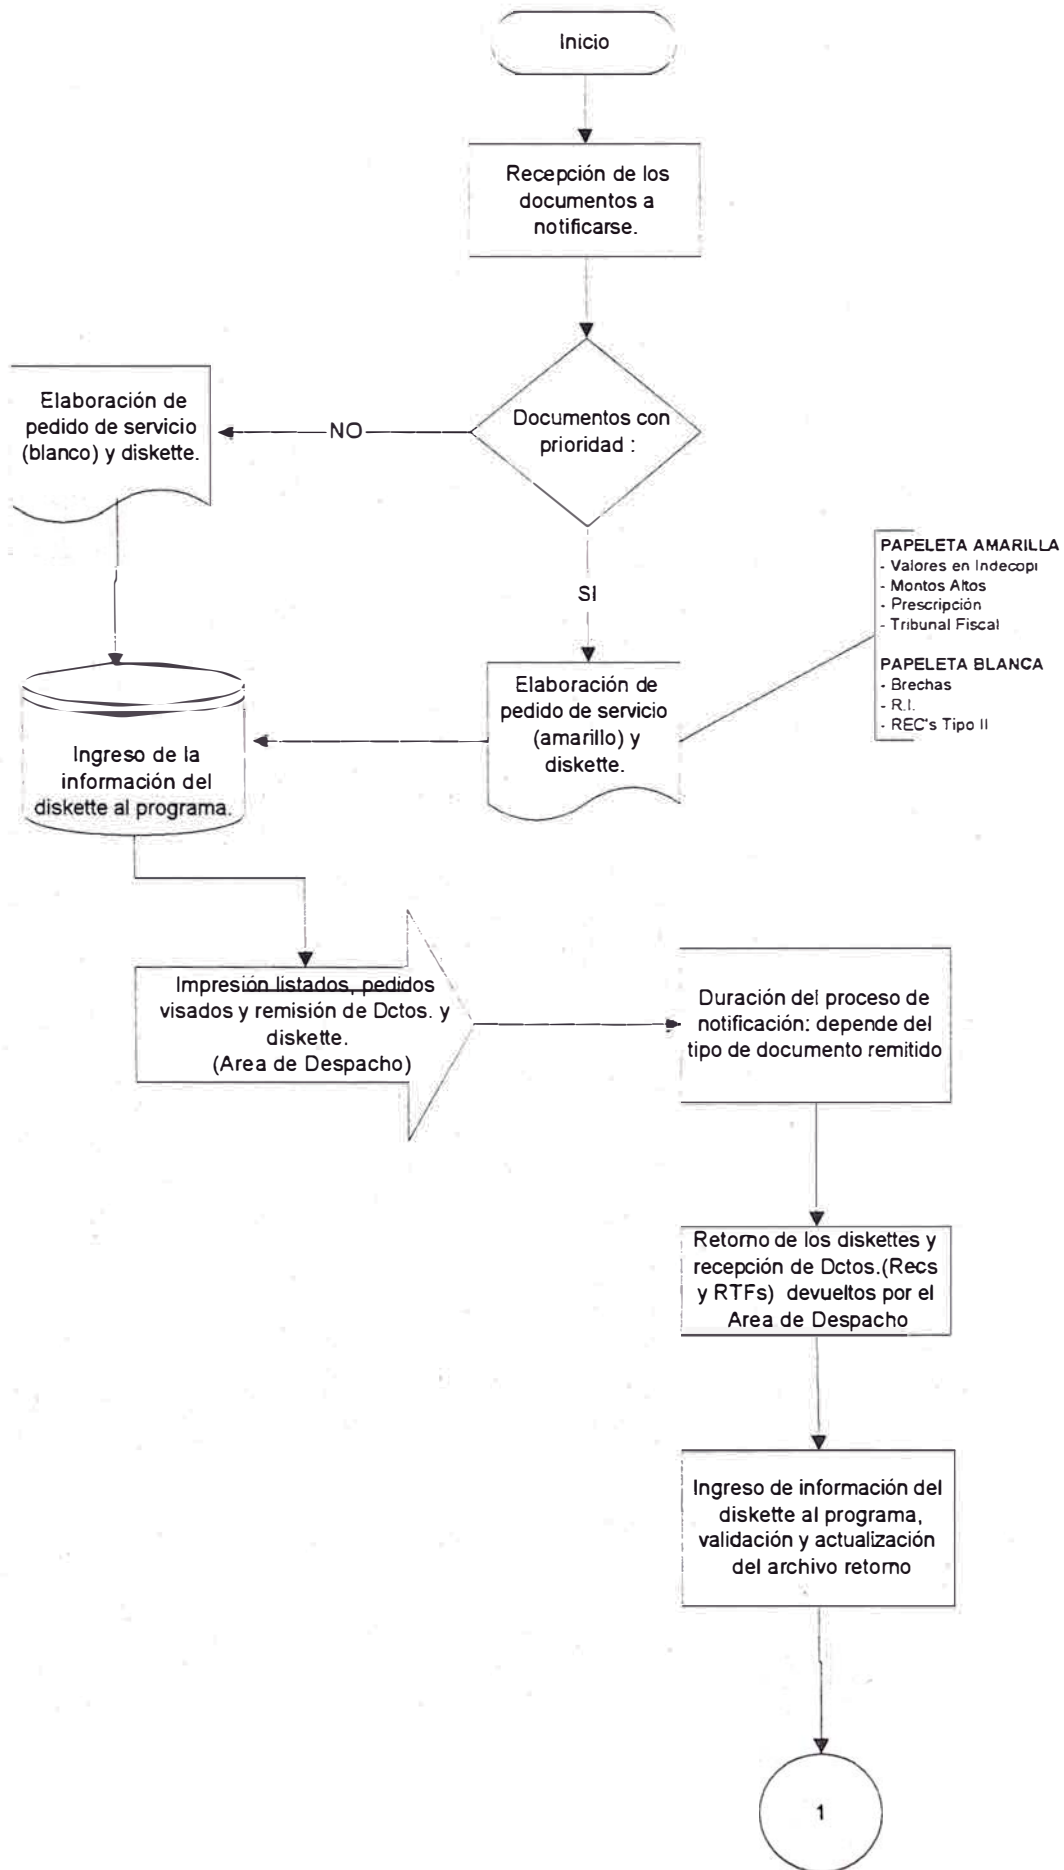 Inicio
Recepción de los
documentos a
notificarse.
Documentos con
prioridad :
NO
Elaboración de
pedido de servicio
(blanco) y diskette.
SI
Elaboración de
pedido de servicio
(amarillo) y
diskette.
PAPELETA AMARILLA
- Valores en Indecopi
- Montos Altos
- Prescripción
- Tribunal Fiscal
PAPELETA BLANCA
- Brechas
- R.I.
- REC's Tipo II
Ingreso de la
información del
diskette al programa.
Impresión listados, pedidos
visados y remisión de Dctos. y
diskette.
(Area de Despacho)
Duración del proceso de
notificación: depende del
tipo de documento remitido
Retorno de los diskettes y
recepción de Dctos.(Recs
y RTFs) devueltos por el
Area de Despacho
Ingreso de información del
diskette al programa,
validación y actualización
del archivo retorno
1